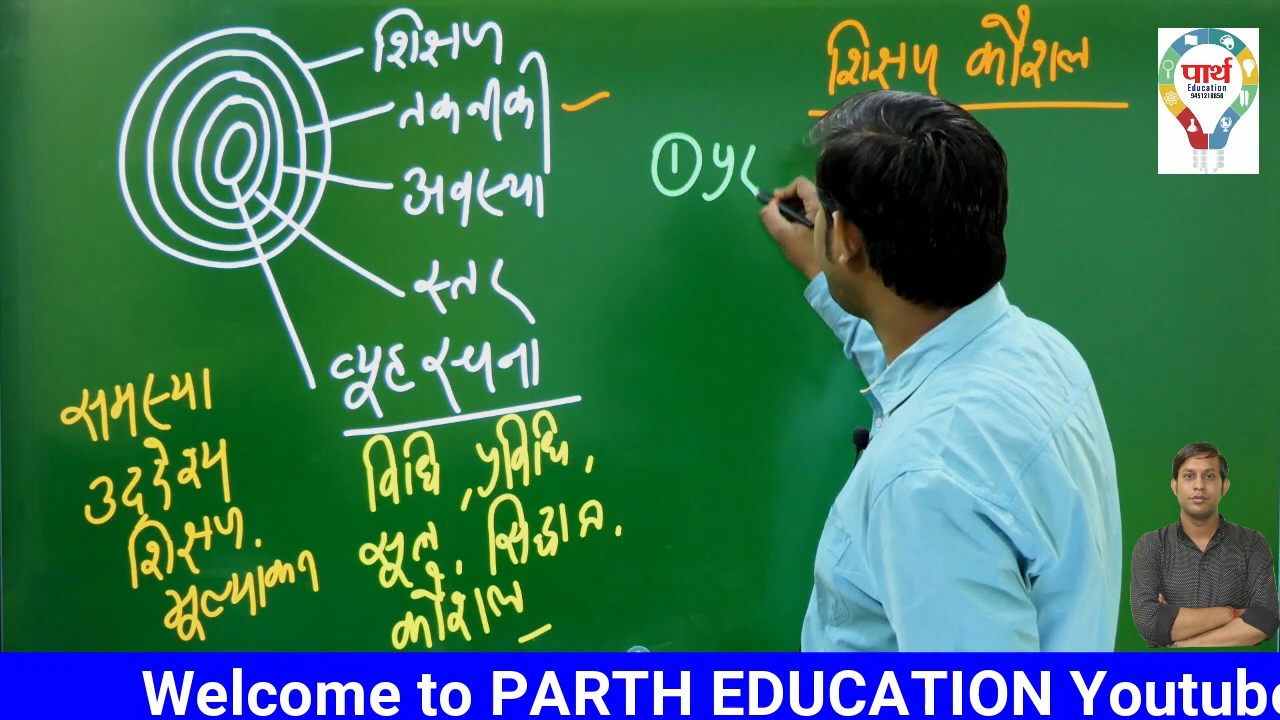 शिक्षण
तकनीकी
अवस्था
स्तर
व्यूह रचना
विधि, प्रविधि,
सूत्र, सिद्धान्त.
कौशल
समस्या
उद्देश्य
शिक्षण.
मूल्याकन
शिक्षण कौशल
① पुर
पार्थ
Education
9451218658
Welcome to PARTH EDUCATION Youtube